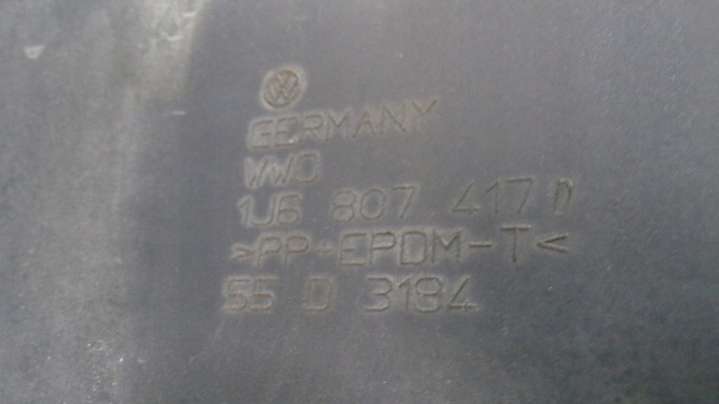 GERMANY
VWO
1J6 807 417 D
>PP-EPDM-T<
55 D 3184